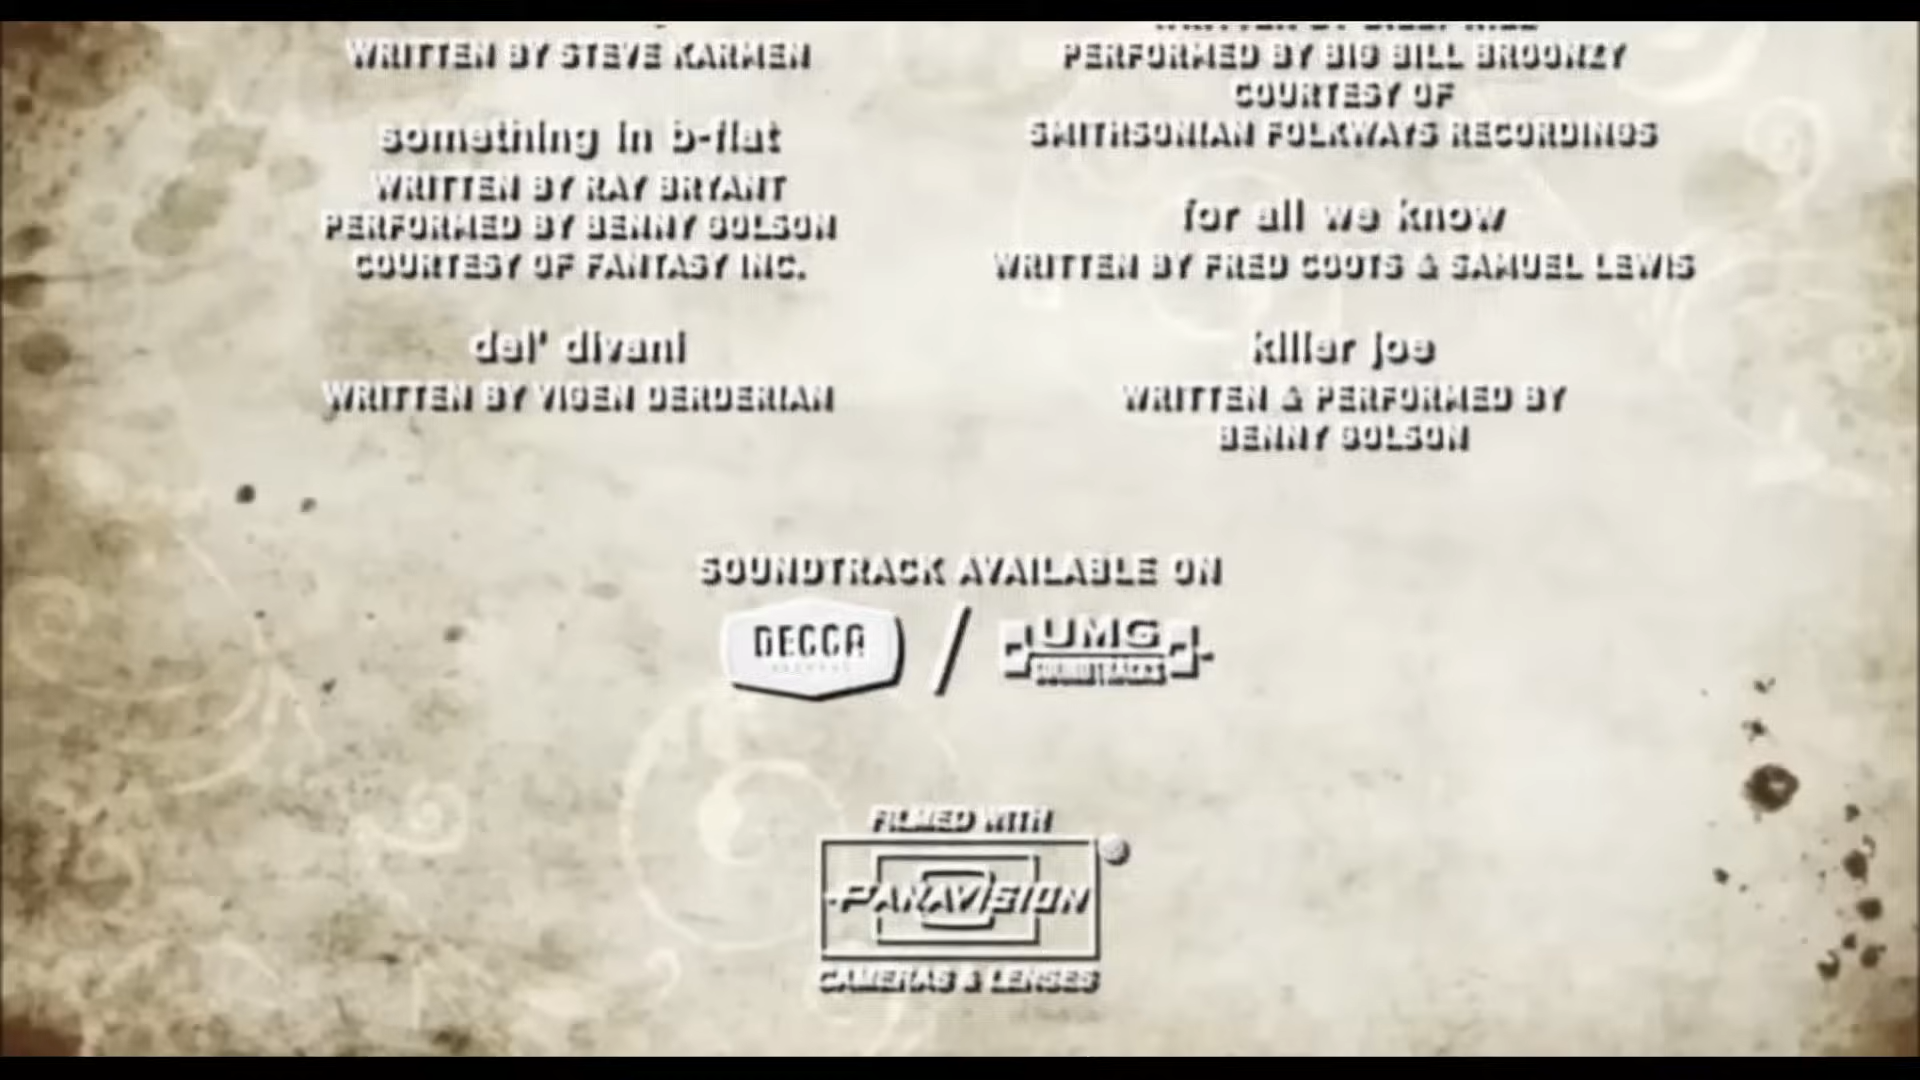 WRITTEN BY STEVE KARMEN
something in b-flat
WRITTEN BY RAY BRYANT
PERFORMED BY BENNY GOLSON
COURTESY OF FANTASY INC.
del' divani
WRITTEN BY VIGEN DERDERIAN
PERFORMED BY BIG BILL BROONZY
COURTESY OF
SMITHSONIAN FOLKWAYS RECORDINGS
for all we know
WRITTEN BY FRED COOTS & SAMUEL LEWIS
killer joe
WRITTEN & PERFORMED BY
BENNY GOLSON
SOUNDTRACK AVAILABLE ON
DECCA
/
UMG
SOUNDTRACKS
FILMED WITH
PANAVISION
CAMERAS & LENSES